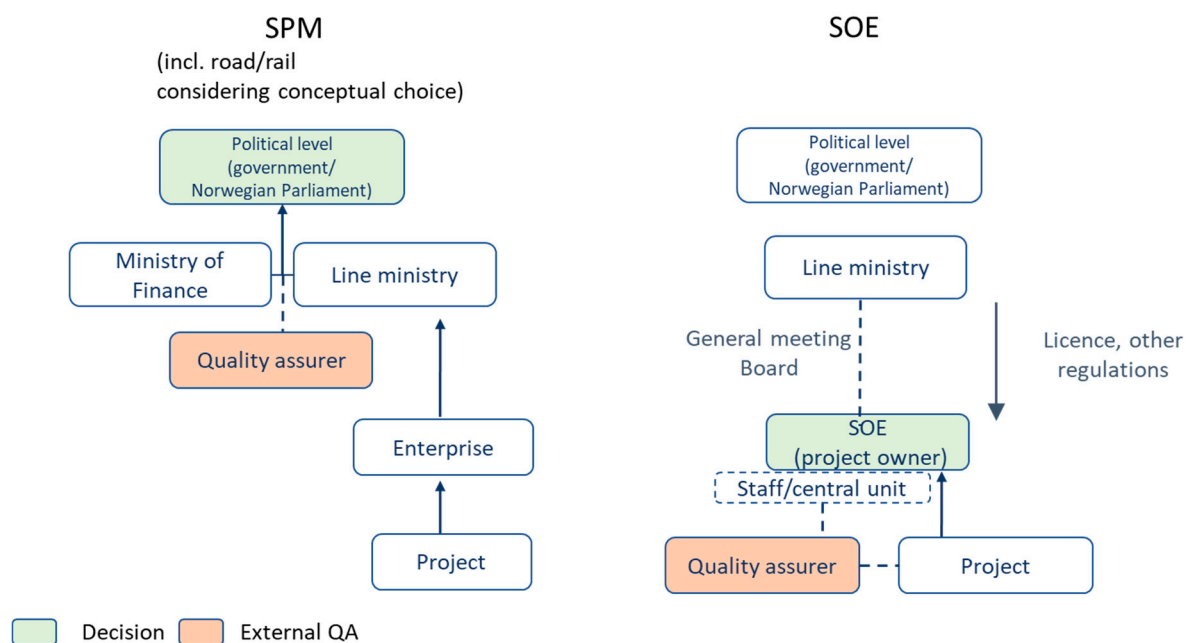 SPM
(incl. road/rail
considering conceptual choice)
Political level
(government/
Norwegian Parliament)
Ministry of
Finance
Line ministry
Quality assurer
Enterprise
Project
SOE
Political level
(government/
Norwegian Parliament)
Line ministry
General meeting
Board
Licence, other
regulations
SOE
(project owner)
Staff/central unit
Quality assurer
Project
Decision
External QA